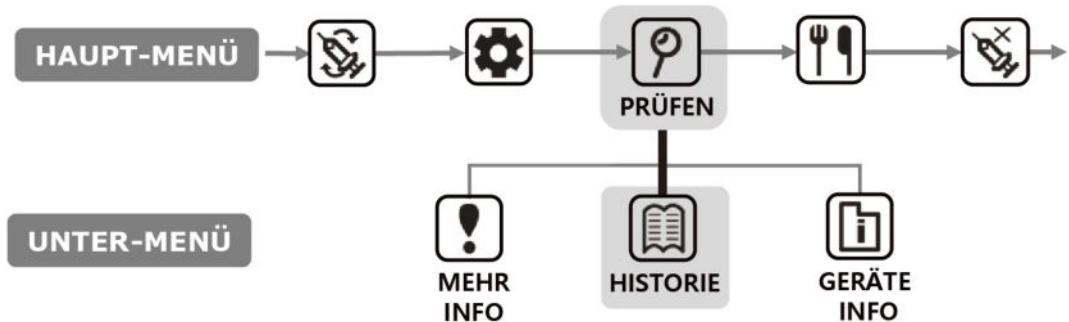 HAUPT-MENÜ
PRÜFEN
UNTER-MENÜ
MEHR
INFO
HISTORIE
GERÄTE
INFO